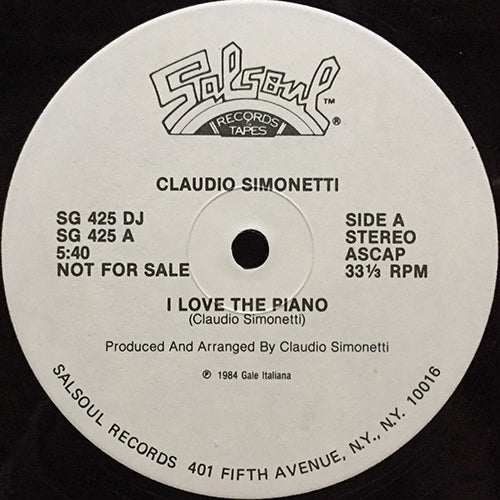 Salsoul ™
RECORDS &
TAPES ®
CLAUDIO SIMONETTI
SG 425 DJ
SG 425 A
5:40
NOT FOR SALE
SIDE A
STEREO
ASCAP
33⅓ RPM
I LOVE THE PIANO
(Claudio Simonetti)
Produced And Arranged By Claudio Simonetti
℗ 1984 Gale Italiana
SALSOUL RECORDS 401 FIFTH AVENUE, N.Y., N.Y. 10016